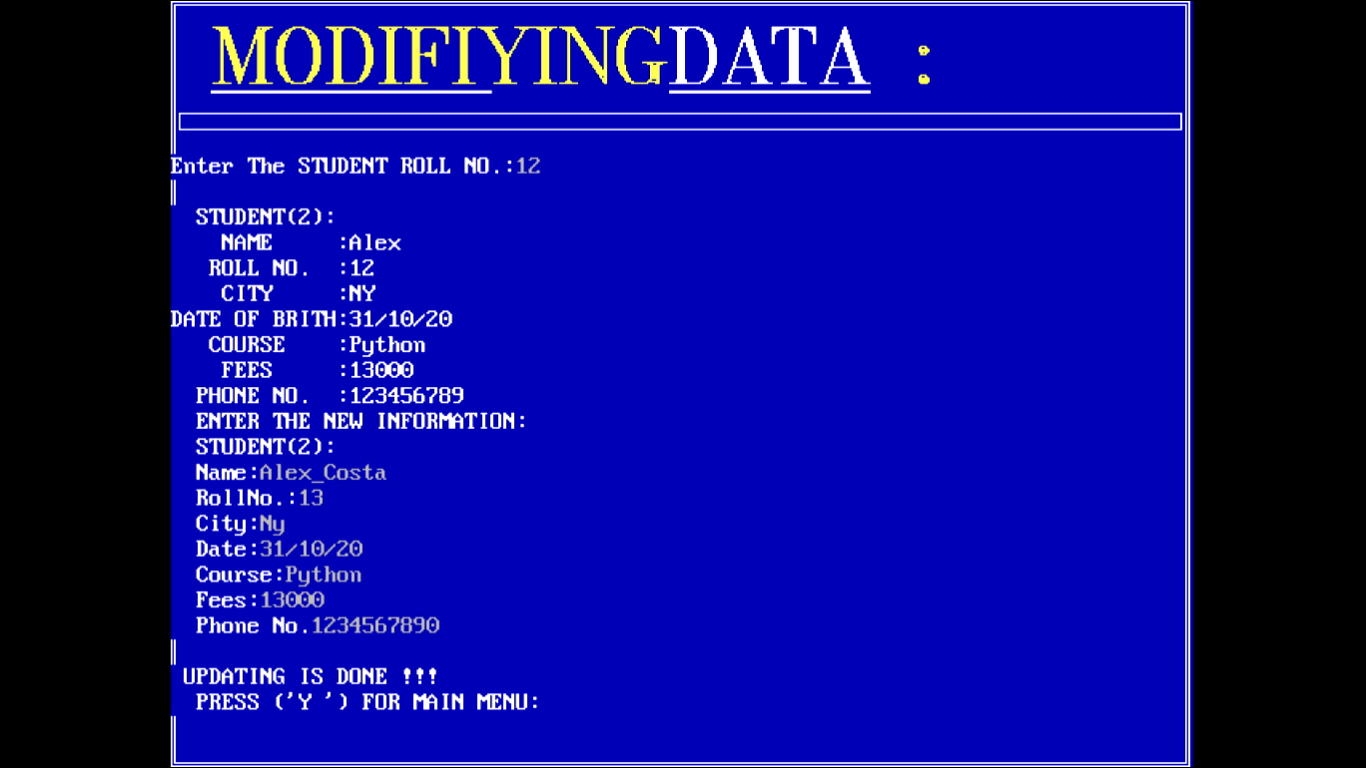 MODIFIYINGDATA :
Enter The STUDENT ROLL NO.:12
STUDENT(2):
NAME :Alex
ROLL NO. :12
CITY :NY
DATE OF BRITH:31/10/20
COURSE :Python
FEES :13000
PHONE NO. :123456789
ENTER THE NEW INFORMATION:
STUDENT(2):
Name:Alex_Costa
RollNo.:13
City:Ny
Date:31/10/20
Course:Python
Fees:13000
Phone No.1234567890
UPDATING IS DONE !!!
PRESS ('Y ') FOR MAIN MENU: